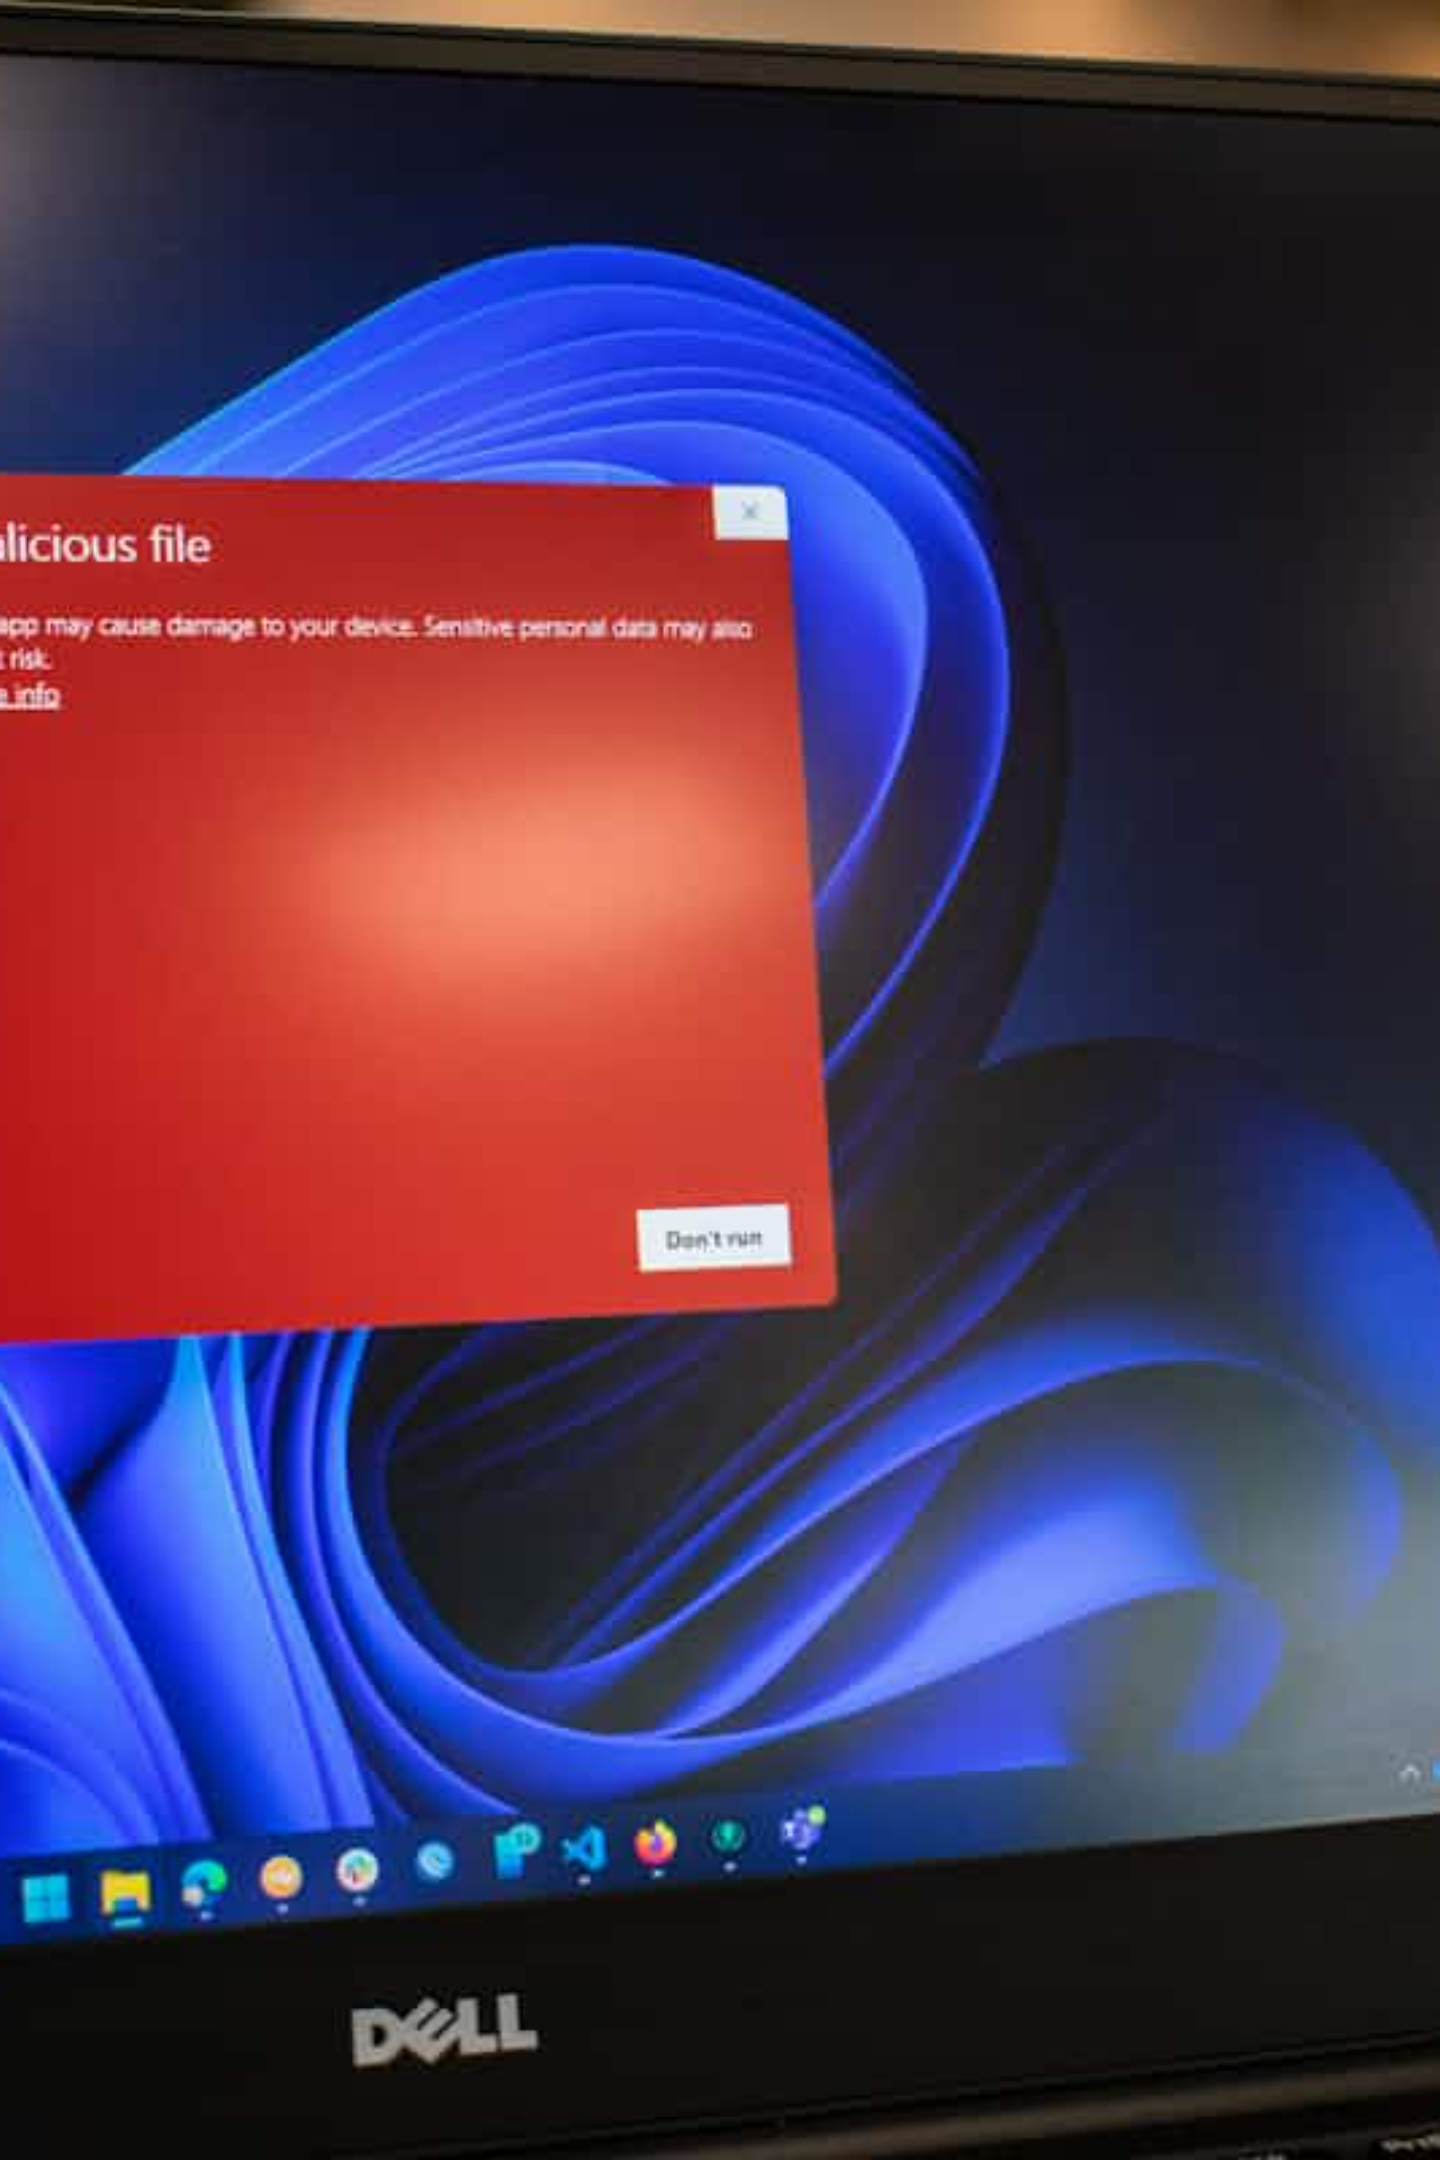 alicious file
app may cause damage to your device. Sensitive personal data may also
t risk.
e info
Don't run
DELL